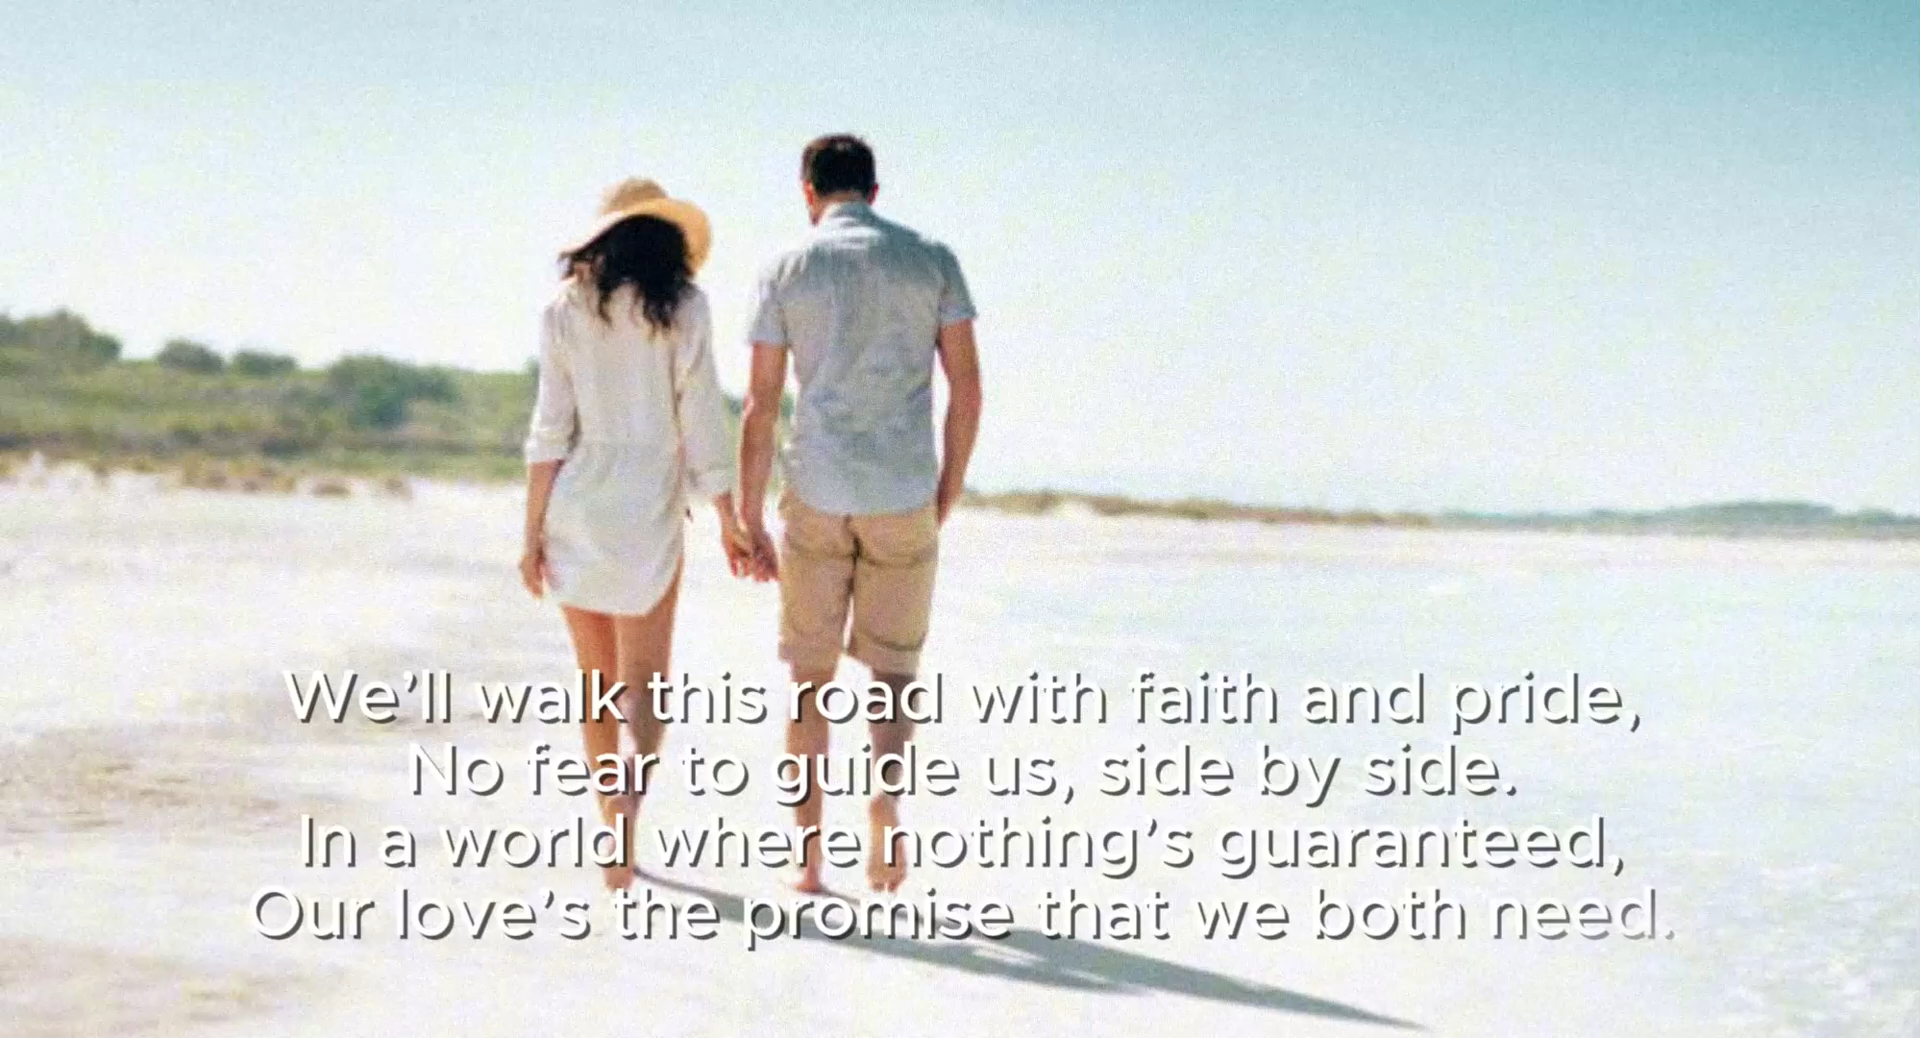 We’ll walk this road with faith and pride,
No fear to guide us, side by side.
In a world where nothing’s guaranteed,
Our love’s the promise that we both need.